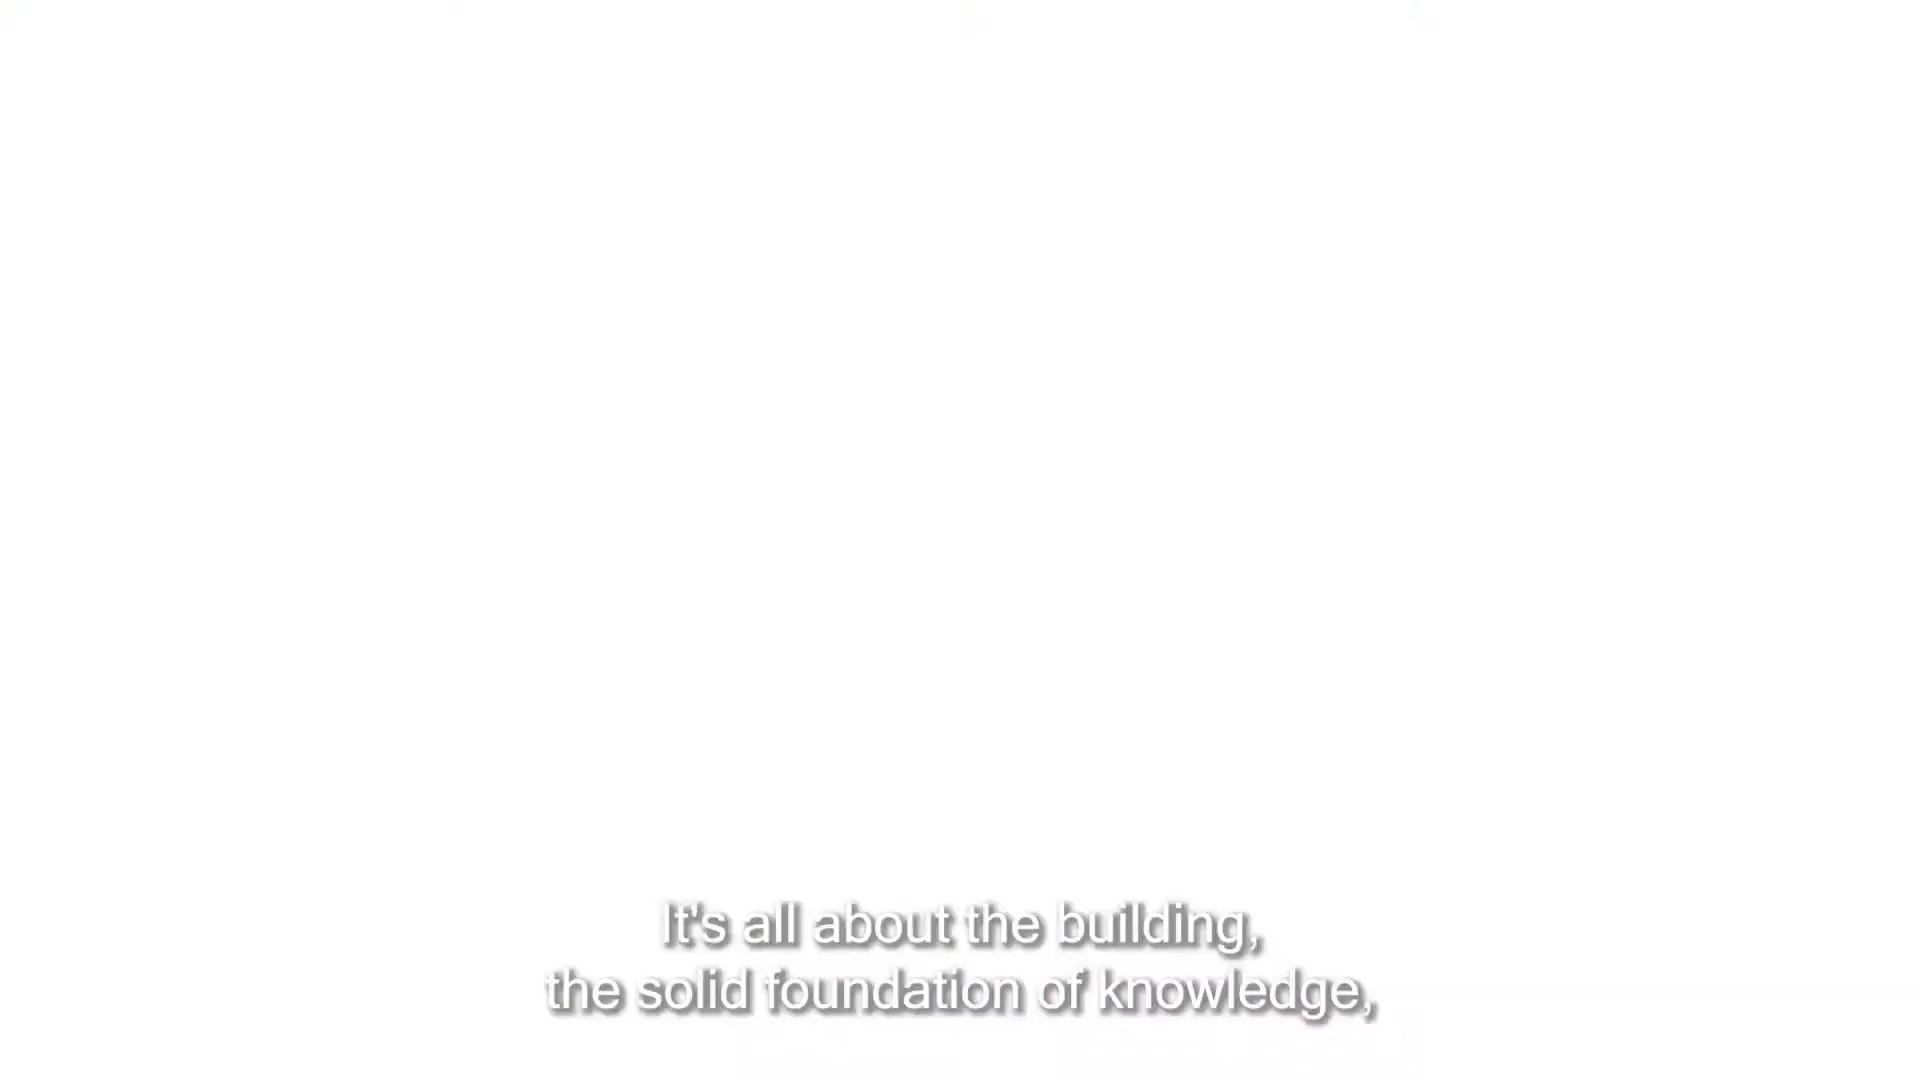 It's all about the building,
the solid foundation of knowledge,